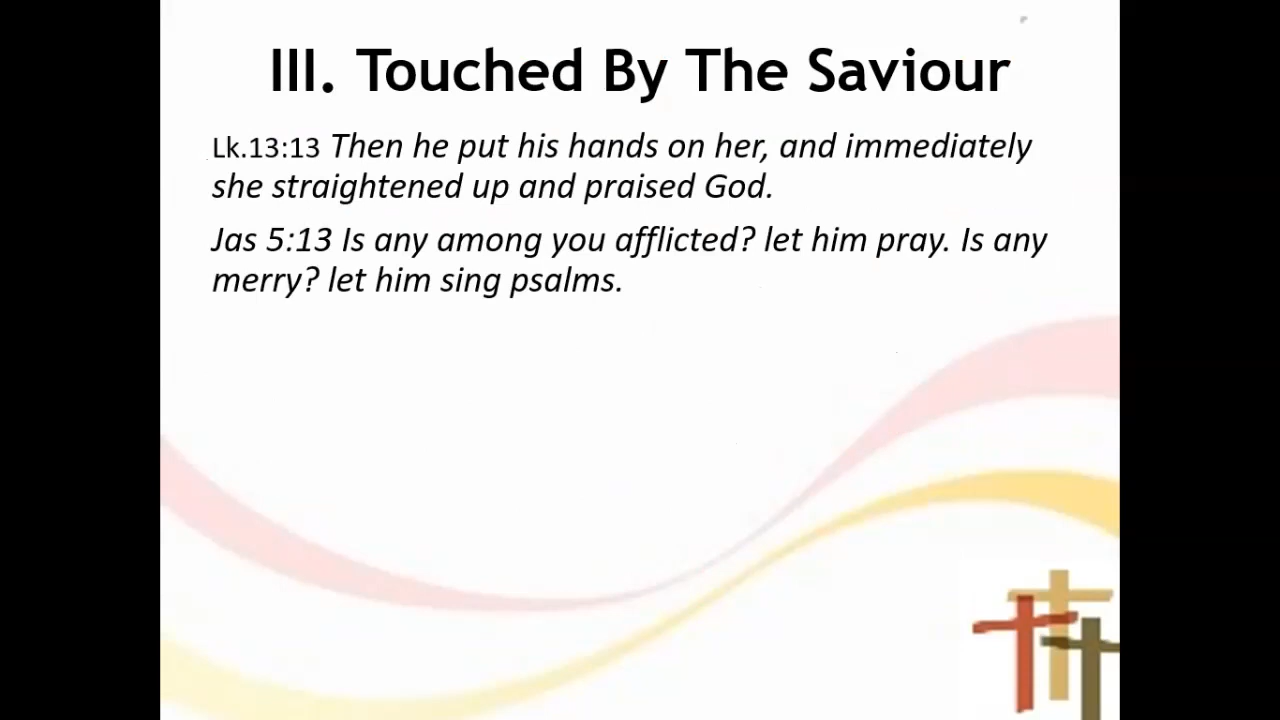 III. Touched By The Saviour
Lk.13:13 Then he put his hands on her, and immediately
she straightened up and praised God.
Jas 5:13 Is any among you afflicted? let him pray. Is any
merry? let him sing psalms.